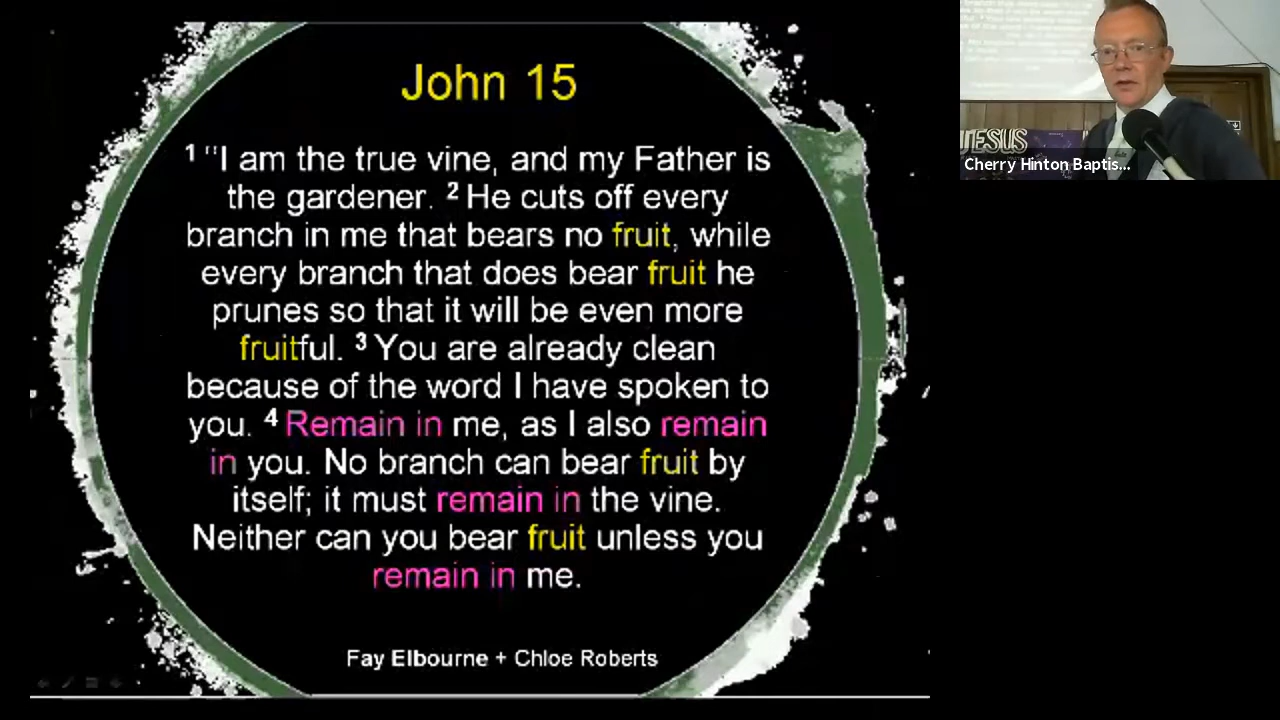 John 15
1 "I am the true vine, and my Father is
the gardener. 2 He cuts off every
branch in me that bears no fruit, while
every branch that does bear fruit he
prunes so that it will be even more
fruitful. 3 You are already clean
because of the word I have spoken to
you. 4 Remain in me, as I also remain
in you. No branch can bear fruit by
itself; it must remain in the vine.
Neither can you bear fruit unless you
remain in me.
Fay Elbourne + Chloe Roberts
JESUS
Cherry Hinton Baptis...